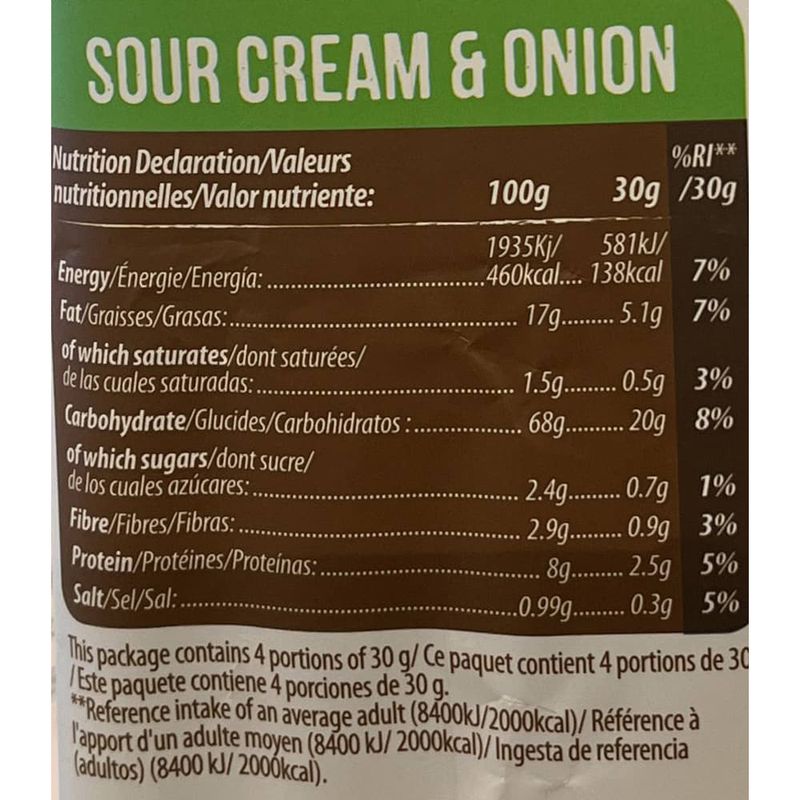 SOUR CREAM & ONION
Nutrition Declaration/Valeurs
nutritionnelles/Valor nutriente:
100g 30g %RI** /30g
1935Kj/ 581kJ/
Energy/Énergie/Energía:..................460kcal.... 138kcal 7%
Fat/Graisses/Grasas:.................. 17g......... 5.1g 7%
of which saturates/dont saturées/
de las cuales saturadas:.................. 1.5g......... 0.5g 3%
Carbohydrate/Glucides/Carbohidratos :.................. 68g.......... 20g 8%
of which sugars/dont sucre/
de los cuales azúcares:.................. 2.4g......... 0.7g 1%
Fibre/Fibres/Fibras:.................. 2.9g......... 0.9g 3%
Protein/Protéines/Proteínas:.................. 8g......... 2.5g 5%
Salt/Sel/Sal:..................0.99g......... 0.3g 5%
This package contains 4 portions of 30 g/ Ce paquet contient 4 portions de 30
/Este paquete contiene 4 porciones de 30 g.
**Reference intake of an average adult (8400kJ/2000kcal)/ Référence à
l'apport d'un adulte moyen (8400 kJ/ 2000kcal)/ Ingesta de referencia
(adultos) (8400 kJ/ 2000kcal).